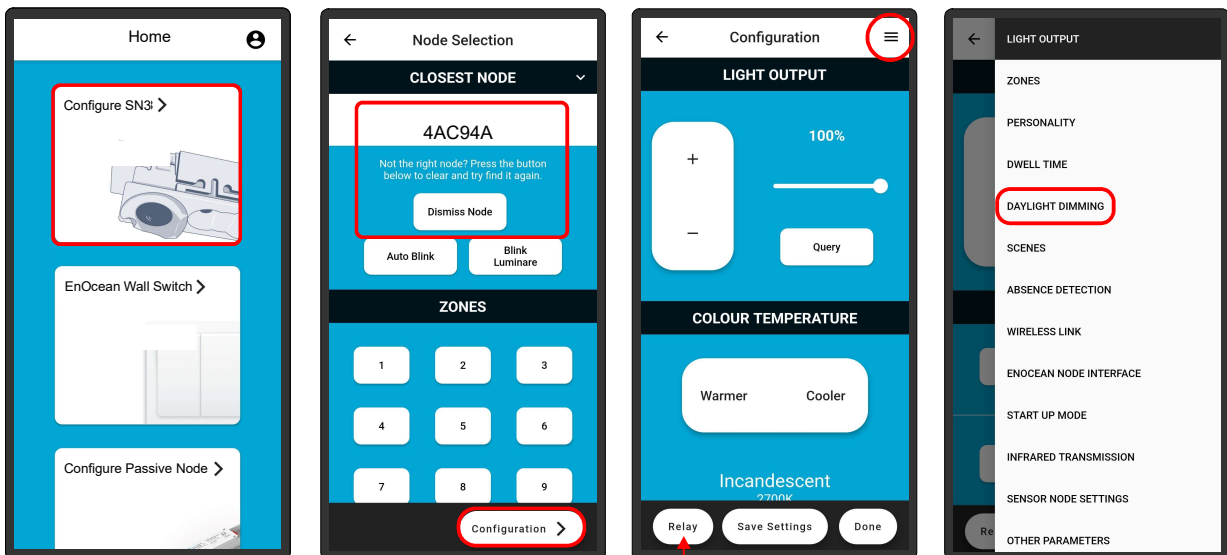 Home
Configure SN3
EnOcean Wall Switch
Configure Passive Node
Node Selection
CLOSEST NODE
4AC94A
Not the right node? Press the button
below to clear and try find it again.
Dismiss Node
Auto Blink
Blink
Luminare
ZONES
1 2 3
4 5 6
7 8 9
Configuration
Configuration
LIGHT OUTPUT
100%
+
−
Query
COLOUR TEMPERATURE
Warmer Cooler
Incandescent
2700K
Relay Save Settings Done
LIGHT OUTPUT
ZONES
PERSONALITY
DWELL TIME
DAYLIGHT DIMMING
SCENES
ABSENCE DETECTION
WIRELESS LINK
ENOCEAN NODE INTERFACE
START UP MODE
INFRARED TRANSMISSION
SENSOR NODE SETTINGS
OTHER PARAMETERS
Re